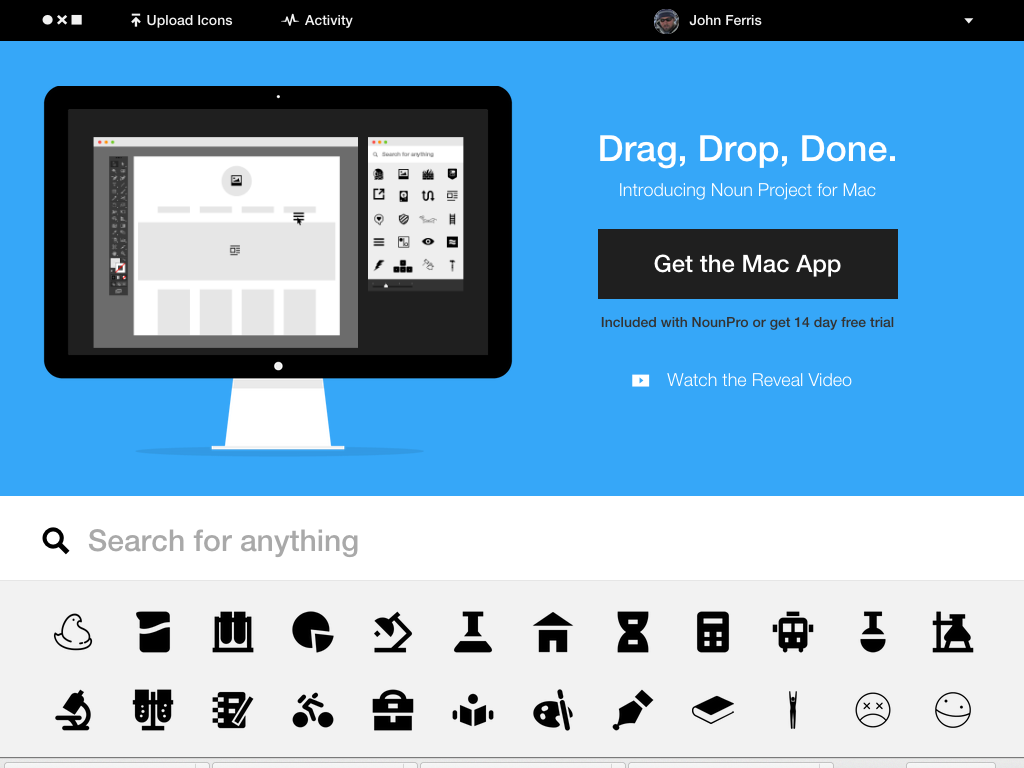 Upload Icons
Activity
John Ferris
Search for anything
Drag, Drop, Done.
Introducing Noun Project for Mac
Get the Mac App
Included with NounPro or get 14 day free trial
Watch the Reveal Video
Search for anything